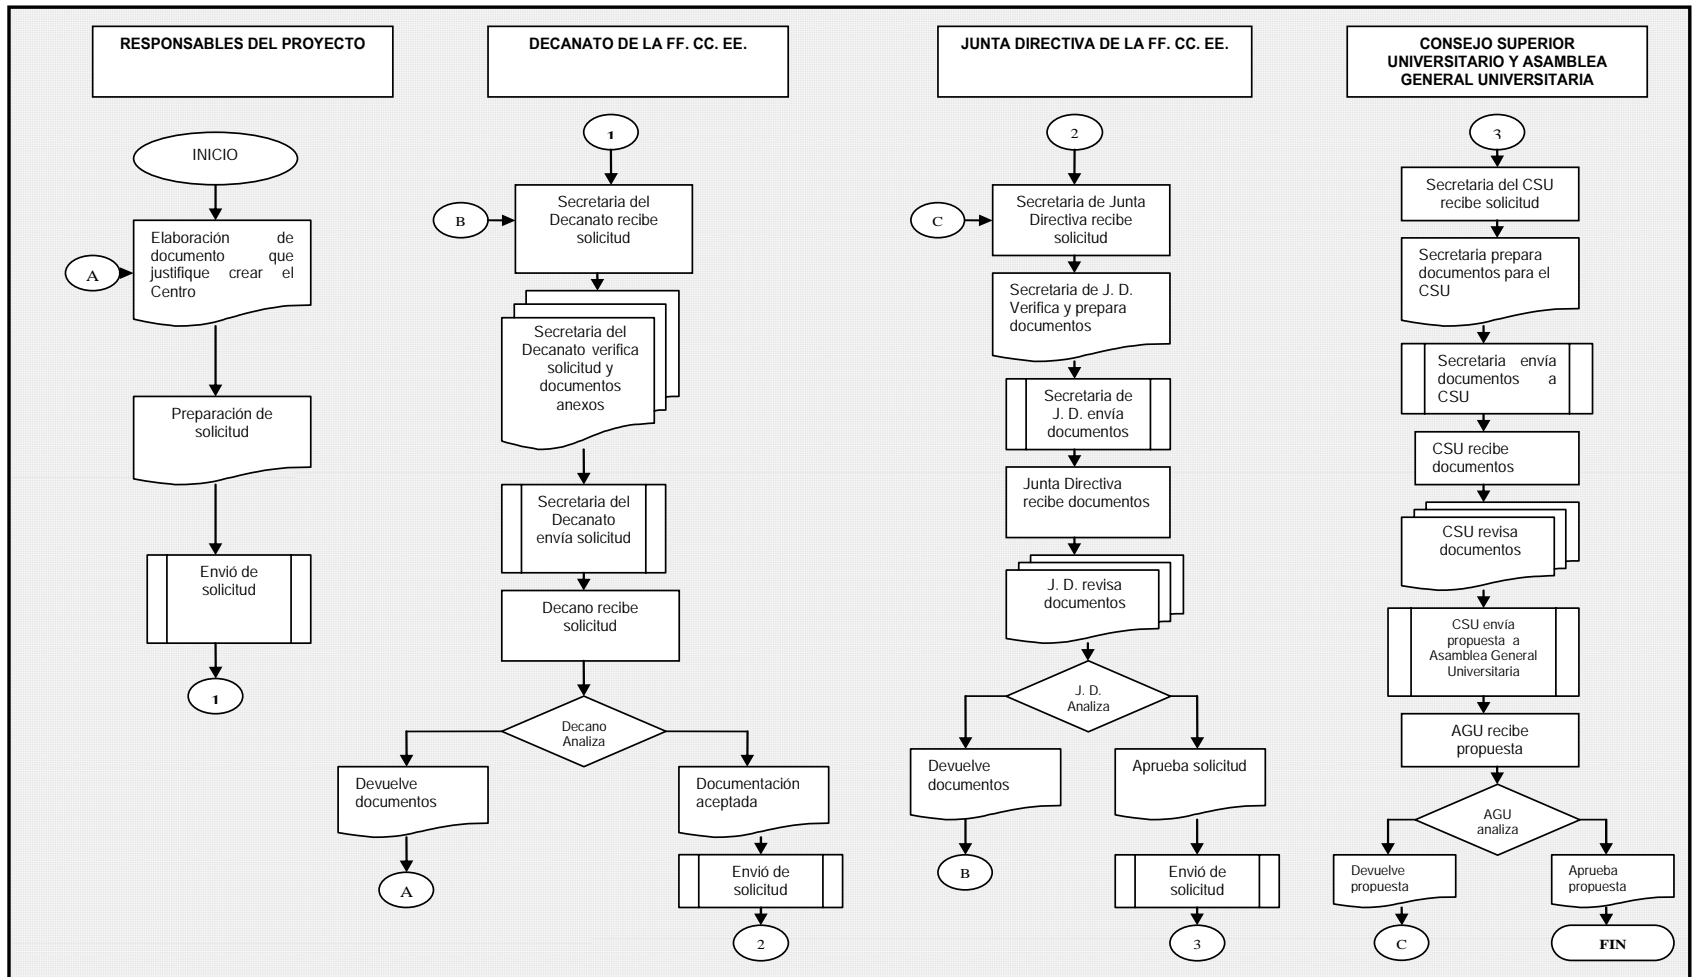 RESPONSABLES DEL PROYECTO
INICIO
A
Elaboración de
documento que
justifique crear el
Centro
Preparación de
solicitud
Envió de
solicitud
1
DECANATO DE LA FF. CC. EE.
1
B
Secretaria del
Decanato recibe
solicitud
Secretaria del
Decanato verifica
solicitud y
documentos
anexos
Secretaria del
Decanato
envía solicitud
Decano recibe
solicitud
Decano
Analiza
Devuelve
documentos
A
Documentación
aceptada
Envió de
solicitud
2
JUNTA DIRECTIVA DE LA FF. CC. EE.
2
C
Secretaria de Junta
Directiva recibe
solicitud
Secretaria de J. D.
Verifica y prepara
documentos
Secretaria de
J. D. envía
documentos
Junta Directiva
recibe documentos
J. D. revisa
documentos
J. D.
Analiza
Devuelve
documentos
B
Aprueba solicitud
Envió de
solicitud
3
CONSEJO SUPERIOR
UNIVERSITARIO Y ASAMBLEA
GENERAL UNIVERSITARIA
3
Secretaria del CSU
recibe solicitud
Secretaria prepara
documentos para el
CSU
Secretaria envía
documentos a
CSU
CSU recibe
documentos
CSU revisa
documentos
CSU envía
propuesta a
Asamblea General
Universitaria
AGU recibe
propuesta
AGU
analiza
Devuelve
propuesta
C
Aprueba
propuesta
FIN